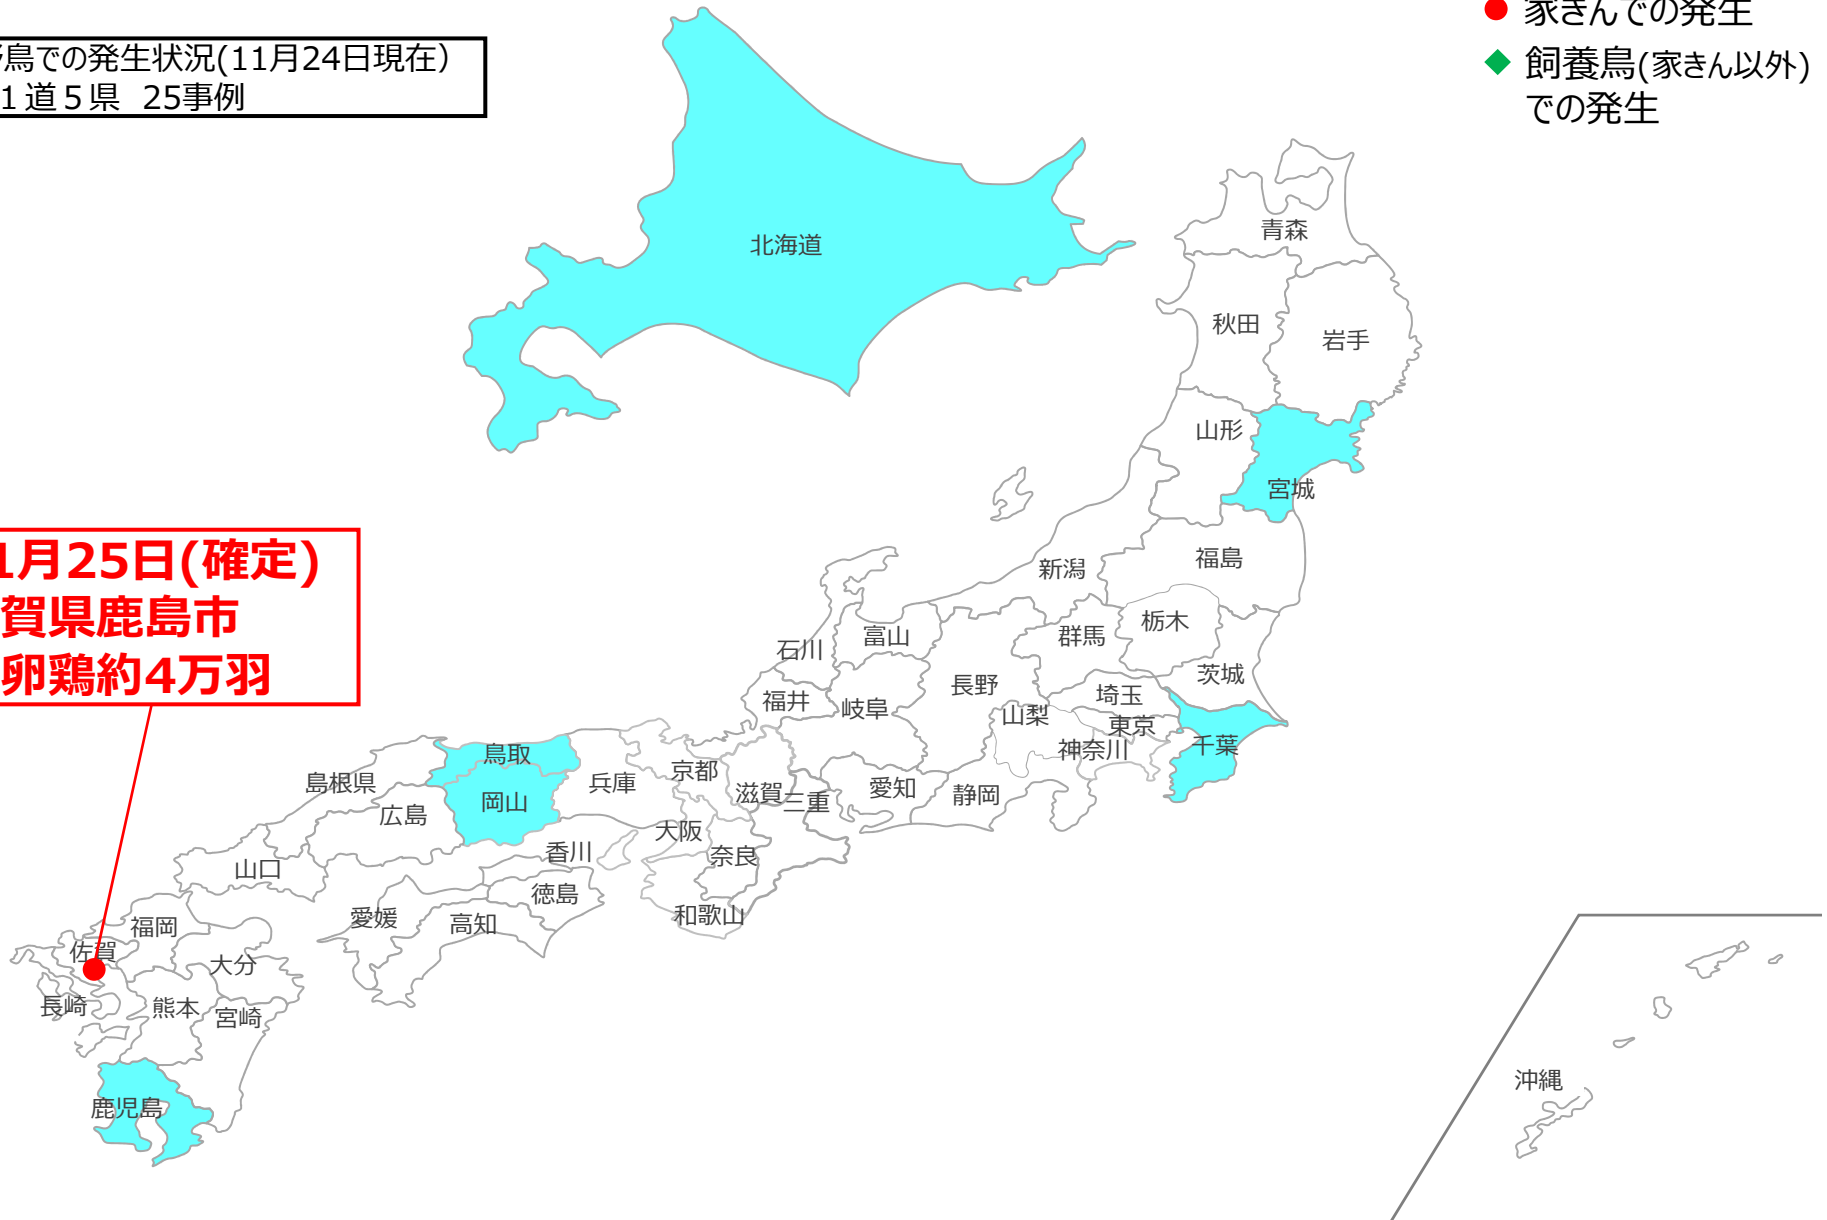 家きんでの発生
鳥での発生状況(11月24日現在)
1道5県 25事例
飼養鳥(家きん以外)
での発生
北海道
青森
秋田
岩手
山形
宮城
1月25日(確定)
賀県鹿島市
卵鶏約4万羽
福島
新潟
栃木
群馬
富山
石川
茨城
長野
埼玉
福井
岐阜
山梨
東京
千葉
神奈川
鳥取
京都
島根県
兵庫
滋賀
三重
愛知
静岡
岡山
広島
大阪
香川
奈良
山口
徳島
和歌山
愛媛
高知
福岡
佐賀
大分
長崎
熊本
宮崎
鹿児島
沖縄